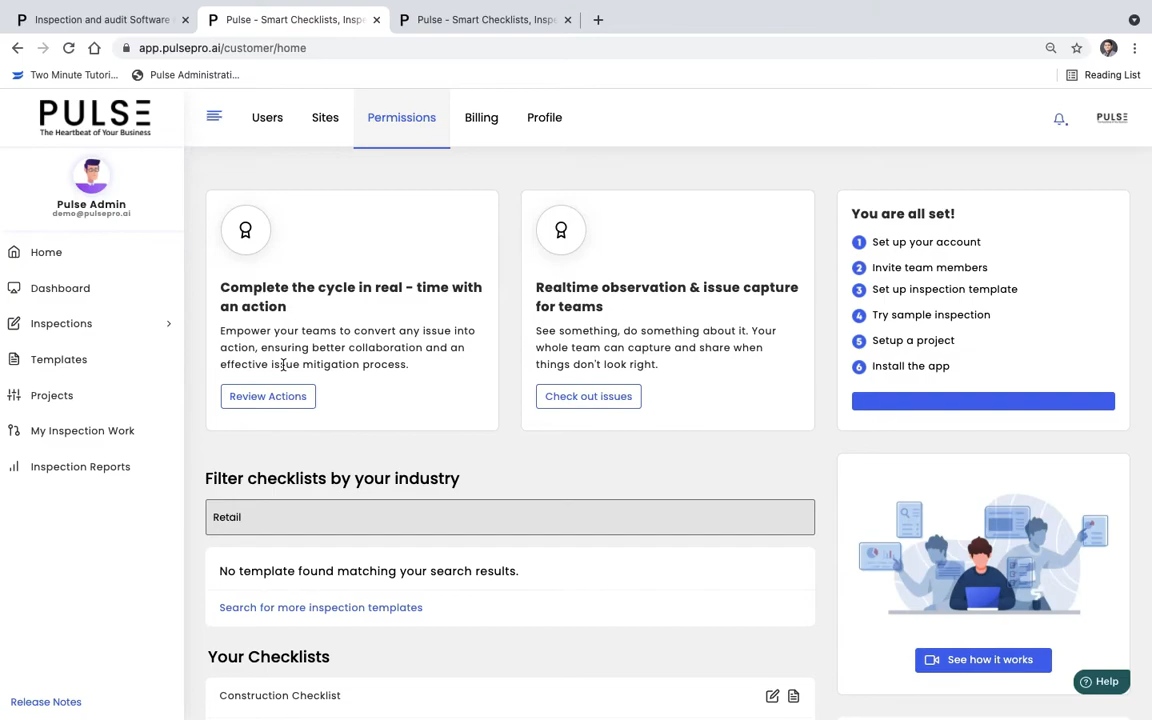 Inspection and audit Software
Pulse - Smart Checklists, Inspe
Pulse - Smart Checklists, Inspe
app.pulsepro.ai/customer/home
Two Minute Tutori...
Pulse Administrati...
Reading List
PULSE
The Heartbeat of Your Business
Users
Sites
Permissions
Billing
Profile
PULSE
Pulse Admin
demo@pulsepro.ai
Home
Dashboard
Inspections
Templates
Projects
My Inspection Work
Inspection Reports
Release Notes
Complete the cycle in real - time with
an action
Empower your teams to convert any issue into
action, ensuring better collaboration and an
effective issue mitigation process.
Review Actions
Realtime observation & issue capture
for teams
See something, do something about it. Your
whole team can capture and share when
things don't look right.
Check out issues
You are all set!
1 Set up your account
2 Invite team members
3 Set up inspection template
4 Try sample inspection
5 Setup a project
6 Install the app
Filter checklists by your industry
Retail
No template found matching your search results.
Search for more inspection templates
Your Checklists
Construction Checklist
See how it works
Help